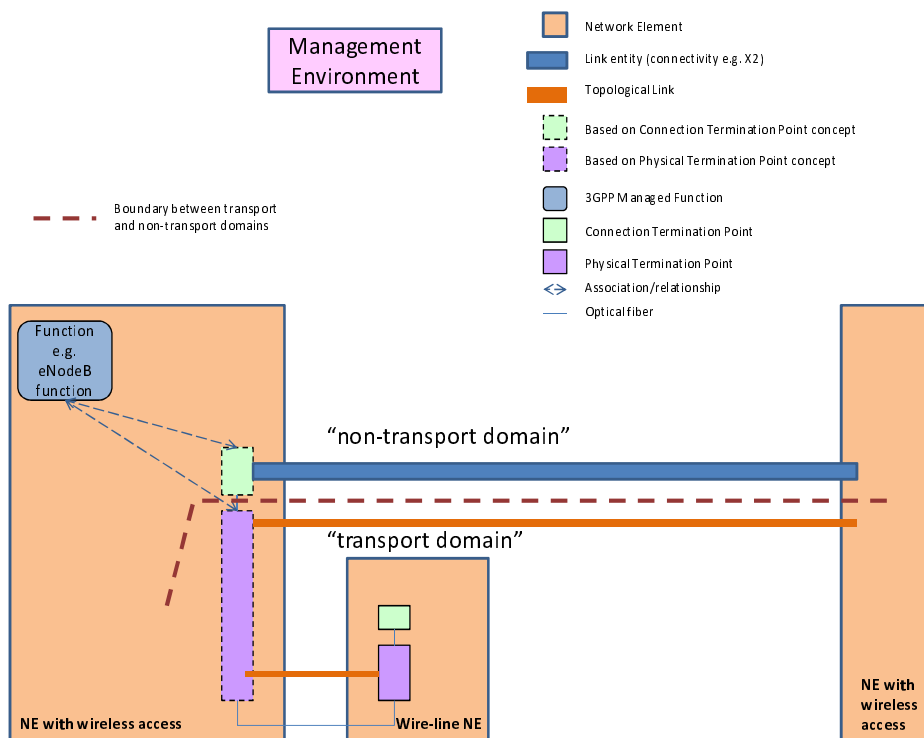 Management
Environment
Network Element
Link entity (connectivity e.g. X2)
Topological Link
Based on Connection Termination Point concept
Based on Physical Termination Point concept
3GPP Managed Function
Connection Termination Point
Physical Termination Point
Association/relationship
Optical fiber
Boundary between transport
and non-transport domains
Function
e.g.
eNodeB
function
“non-transport domain”
“transport domain”
NE with wireless access
Wire-line NE
NE with
wireless
access